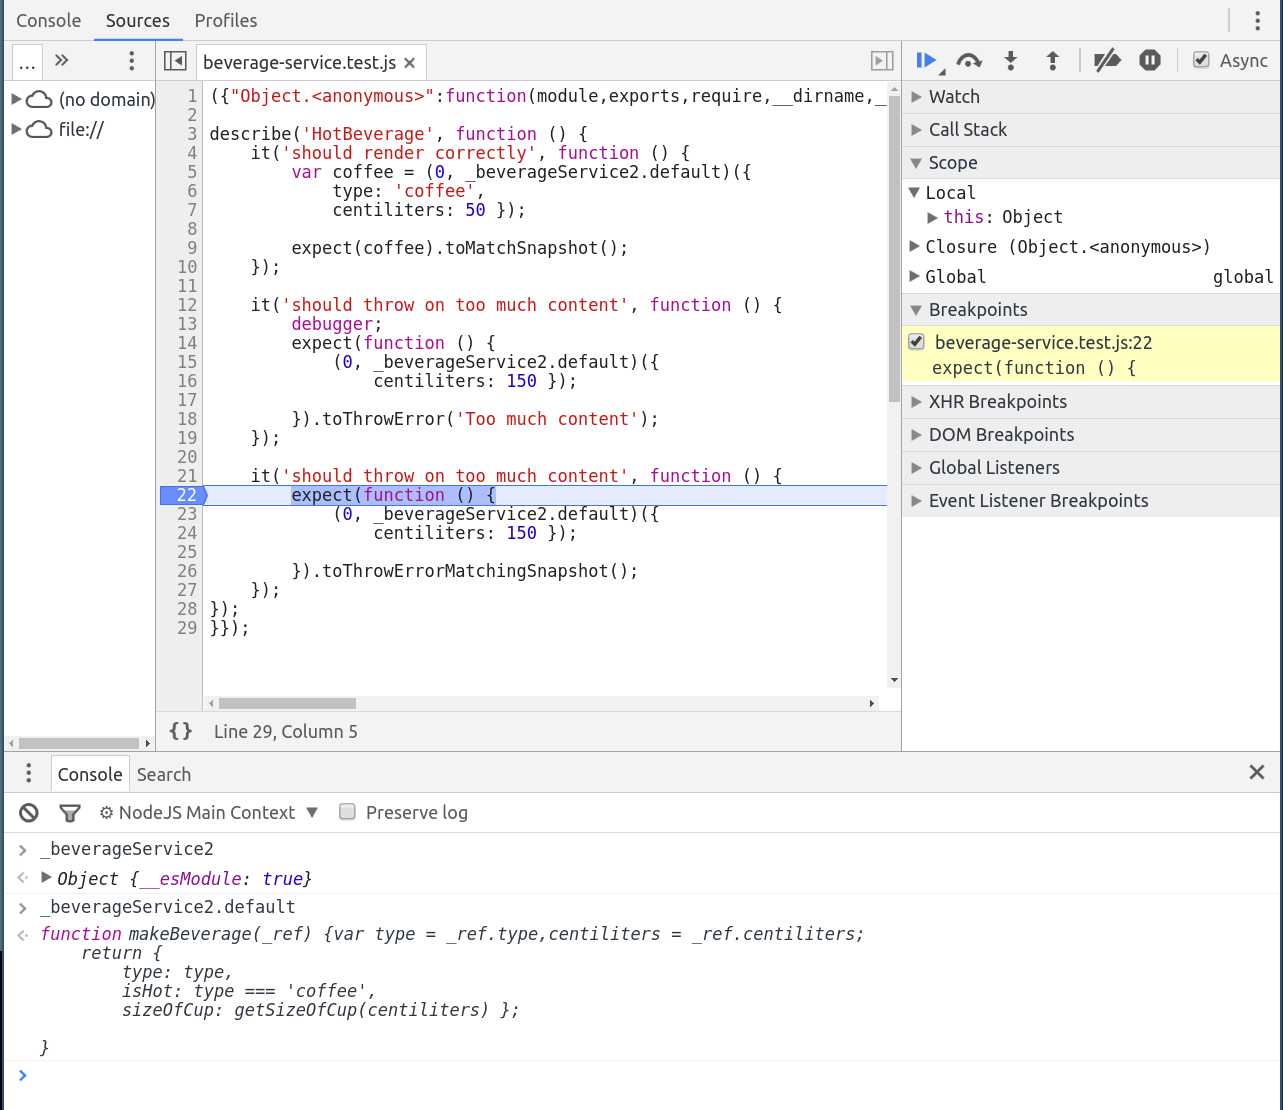 Console Sources Profiles
... » beverage-service.test.js × Async
(no domain)
file://
1 ({"Object.<anonymous>":function(module,exports,require,__dirname,_
2
3 describe('HotBeverage', function () {
4 it('should render correctly', function () {
5 var coffee = (0, _beverageService2.default)({
6 type: 'coffee',
7 centiliters: 50 });
8
9 expect(coffee).toMatchSnapshot();
10 });
11
12 it('should throw on too much content', function () {
13 debugger;
14 expect(function () {
15 (0, _beverageService2.default)({
16 centiliters: 150 });
17
18 }).toThrowError('Too much content');
19 });
20
21 it('should throw on too much content', function () {
22 expect(function () {
23 (0, _beverageService2.default)({
24 centiliters: 150 });
25
26 }).toThrowErrorMatchingSnapshot();
27 });
28 });
29 }});
{} Line 29, Column 5
Watch
Call Stack
Scope
Local
this: Object
Closure (Object.<anonymous>)
Global global
Breakpoints
beverage-service.test.js:22
expect(function () {
XHR Breakpoints
DOM Breakpoints
Global Listeners
Event Listener Breakpoints
Console Search ×
NodeJS Main Context ▼ Preserve log
> _beverageService2
Object {__esModule: true}
> _beverageService2.default
function makeBeverage(_ref) {var type = _ref.type,centiliters = _ref.centiliters;
return {
type: type,
isHot: type === 'coffee',
sizeOfCup: getSizeOfCup(centiliters) };
}
>